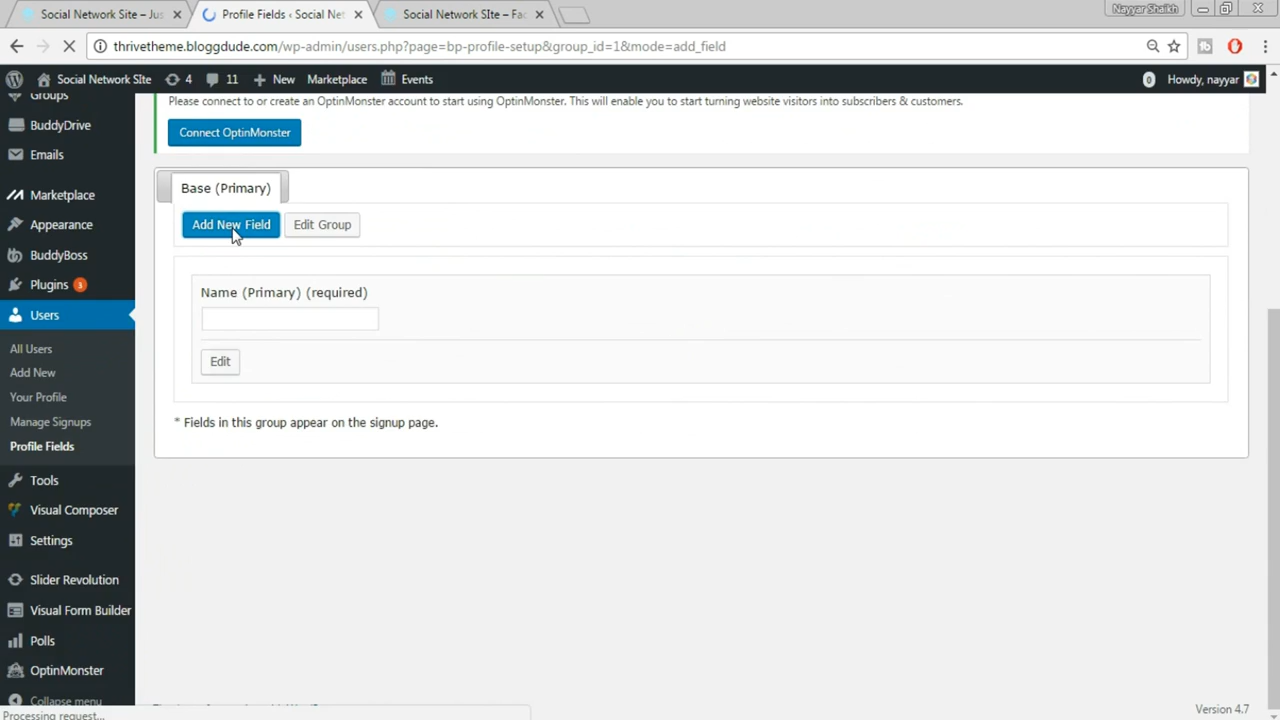 Social Network Site – Jus
Profile Fields ‹ Social Net
Social Network SIte – Fac
Nayyar Shaikh
thrivetheme.bloggdude.com/wp-admin/users.php?page=bp-profile-setup&group_id=1&mode=add_field
Social Network SIte
4
11
New
Marketplace
Events
0
Howdy, nayyar
Groups
BuddyDrive
Emails
Marketplace
Appearance
BuddyBoss
Plugins 3
Users
All Users
Add New
Your Profile
Manage Signups
Profile Fields
Tools
Visual Composer
Settings
Slider Revolution
Visual Form Builder
Polls
OptinMonster
Collapse menu
Processing request...
Please connect to or create an OptinMonster account to start using OptinMonster. This will enable you to start turning website visitors into subscribers & customers.
Connect OptinMonster
Base (Primary)
Add New Field
Edit Group
Name (Primary) (required)
Edit
* Fields in this group appear on the signup page.
Version 4.7